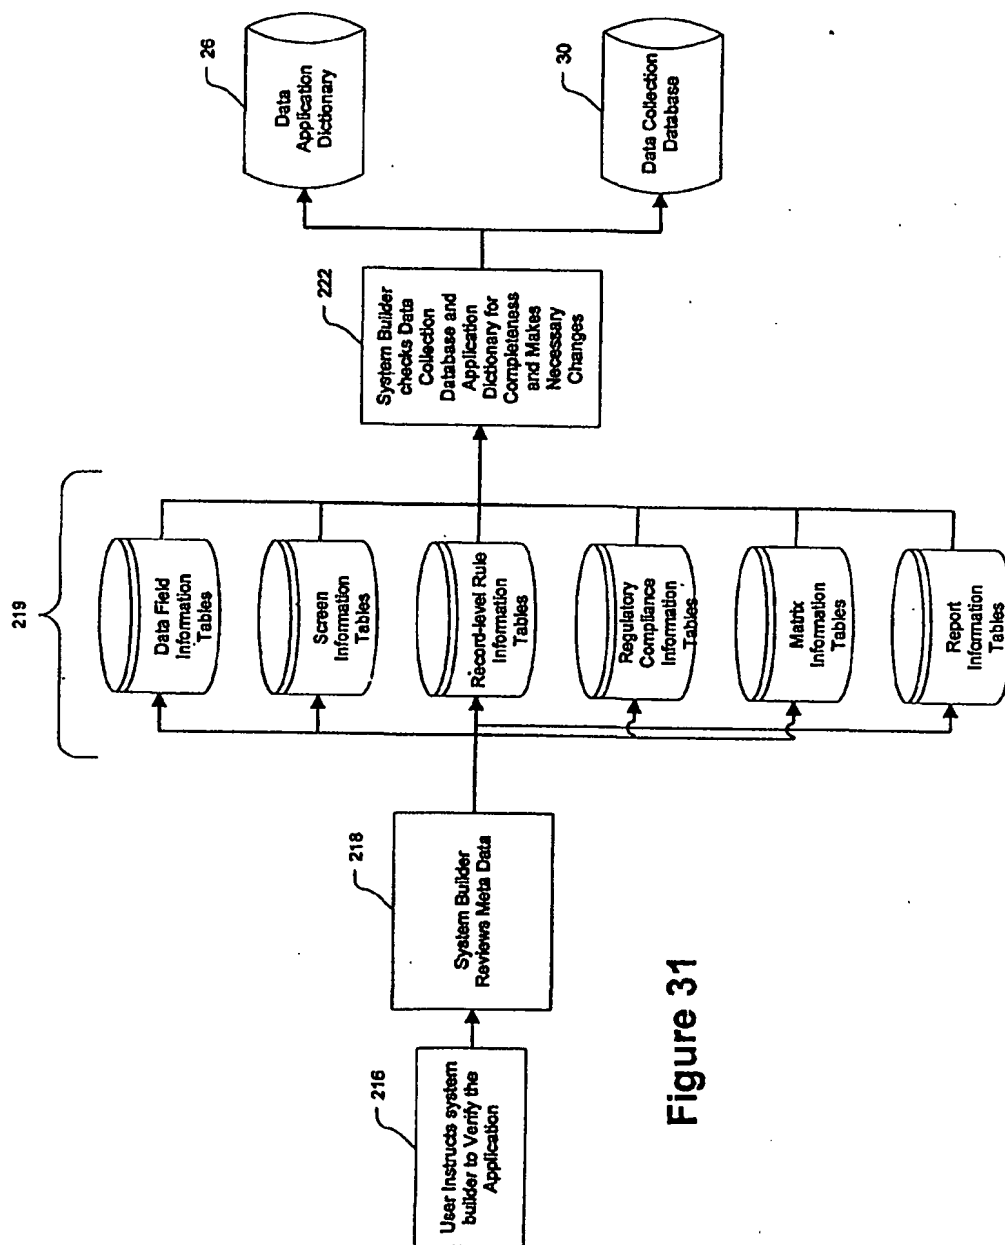 216
User Instructs system
builder to Verify the
Application
218
System Builder
Reviews Meta Data
219
Data Field
Information
Tables
Screen
Information
Tables
Record-level Rule
Information
Tables
Regulatory
Compliance
Information
Tables
Matrix
Information
Tables
Report
Information
Tables
222
System Builder
checks Data
Collection
Database and
Application
Dictionary for
Completeness
and Makes
Necessary
Changes
26
Data
Application
Dictionary
30
Data Collection
Database
Figure 31